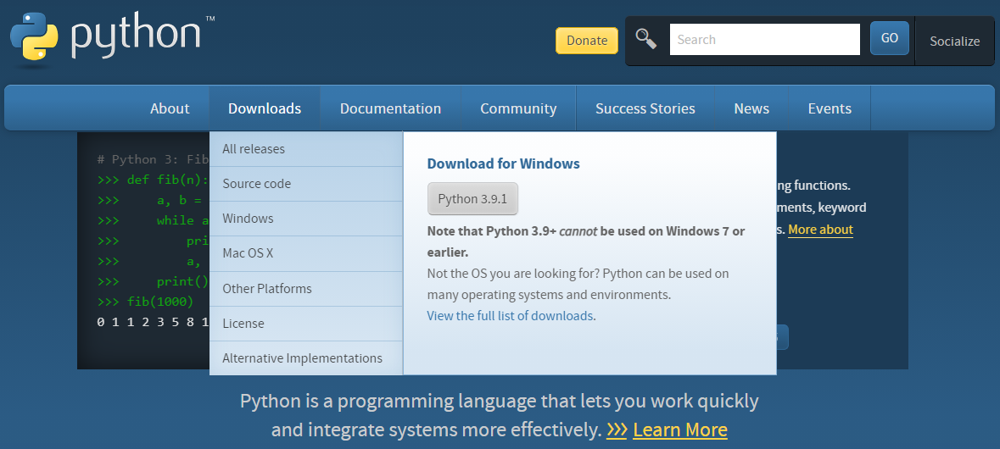 python™
Donate
Search
GO
Socialize
About
Downloads
Documentation
Community
Success Stories
News
Events
# Python 3: Fib
>>> def fib(n):
>>> a, b =
>>> while a
>>> pri
>>> a,
>>> print()
>>> fib(1000)
0 1 1 2 3 5 8 1
All releases
Source code
Windows
Mac OS X
Other Platforms
License
Alternative Implementations
Download for Windows
Python 3.9.1
Note that Python 3.9+ cannot be used on Windows 7 or
earlier.
Not the OS you are looking for? Python can be used on
many operating systems and environments.
View the full list of downloads.
ng functions.
ments, keyword
s. More about
Python is a programming language that lets you work quickly
and integrate systems more effectively. >>> Learn More